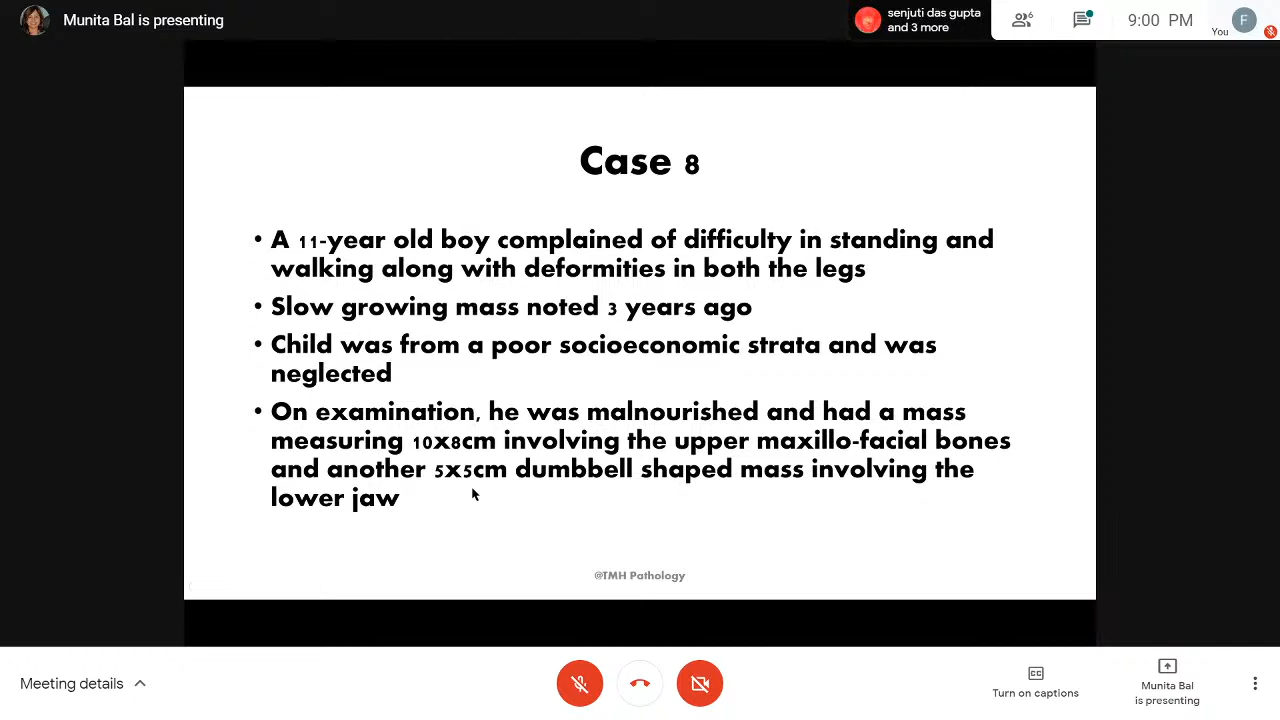 Munita Bal is presenting
senjuti das gupta
and 3 more
6
9:00 PM
You
F
Case 8
• A 11-year old boy complained of difficulty in standing and
walking along with deformities in both the legs
• Slow growing mass noted 3 years ago
• Child was from a poor socioeconomic strata and was
neglected
• On examination, he was malnourished and had a mass
measuring 10x8cm involving the upper maxillo-facial bones
and another 5x5cm dumbbell shaped mass involving the
lower jaw
@TMH Pathology
Meeting details
CC
Turn on captions
Munita Bal
is presenting